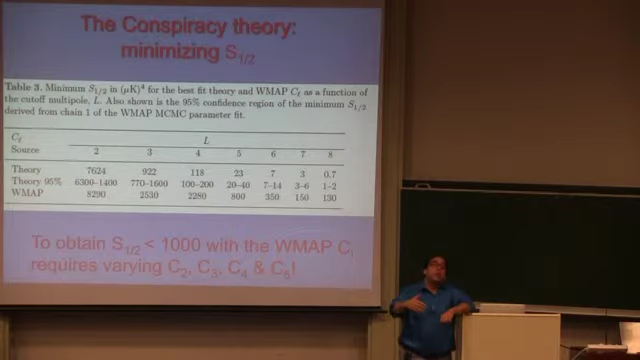 The Conspiracy theory:
minimizing S1/2
Table 3. Minimum S1/2 in (μK)^4 for the best fit theory and WMAP Cℓ as a function
of the cutoff multipole, L. Also shown is the 95% confidence region of the minimum S1/2
derived from chain 1 of the WMAP MCMC parameter fit.
Cℓ L
Source 2 3 4 5 6 7 8
Theory 7624 922 118 23 7 3 0.7
Theory 95% 6300–1400 770–1600 100–200 20–40 7–14 3–6 1–2
WMAP 8290 2530 2280 800 350 150 130
To obtain S1/2 < 1000 with the WMAP Cl
requires varying C2, C3, C4 & C5!